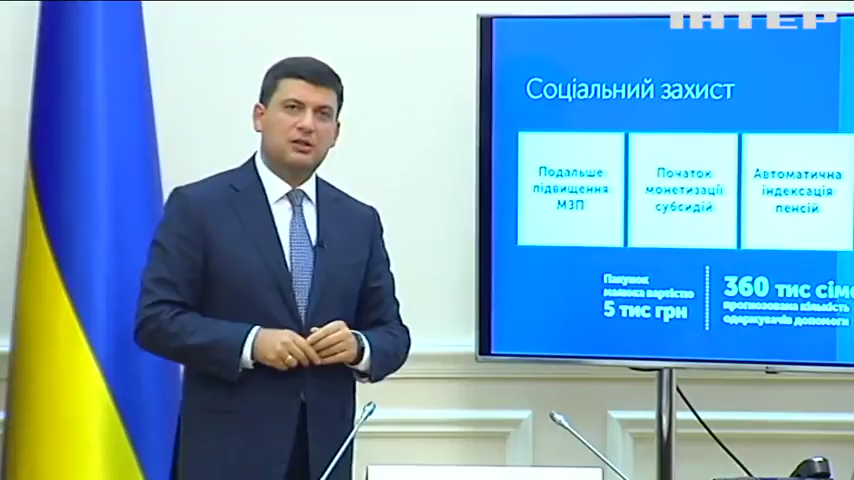 ІНТЕР
Соціальний захист
Подальше
підвищення
МЗП
Початок
монетизації
субсидій
Автоматична
індексація
пенсій
Пакунок
малюка вартістю
5 тис грн
360 тис сіме
прогнозована кількість
одержувачів допомоги